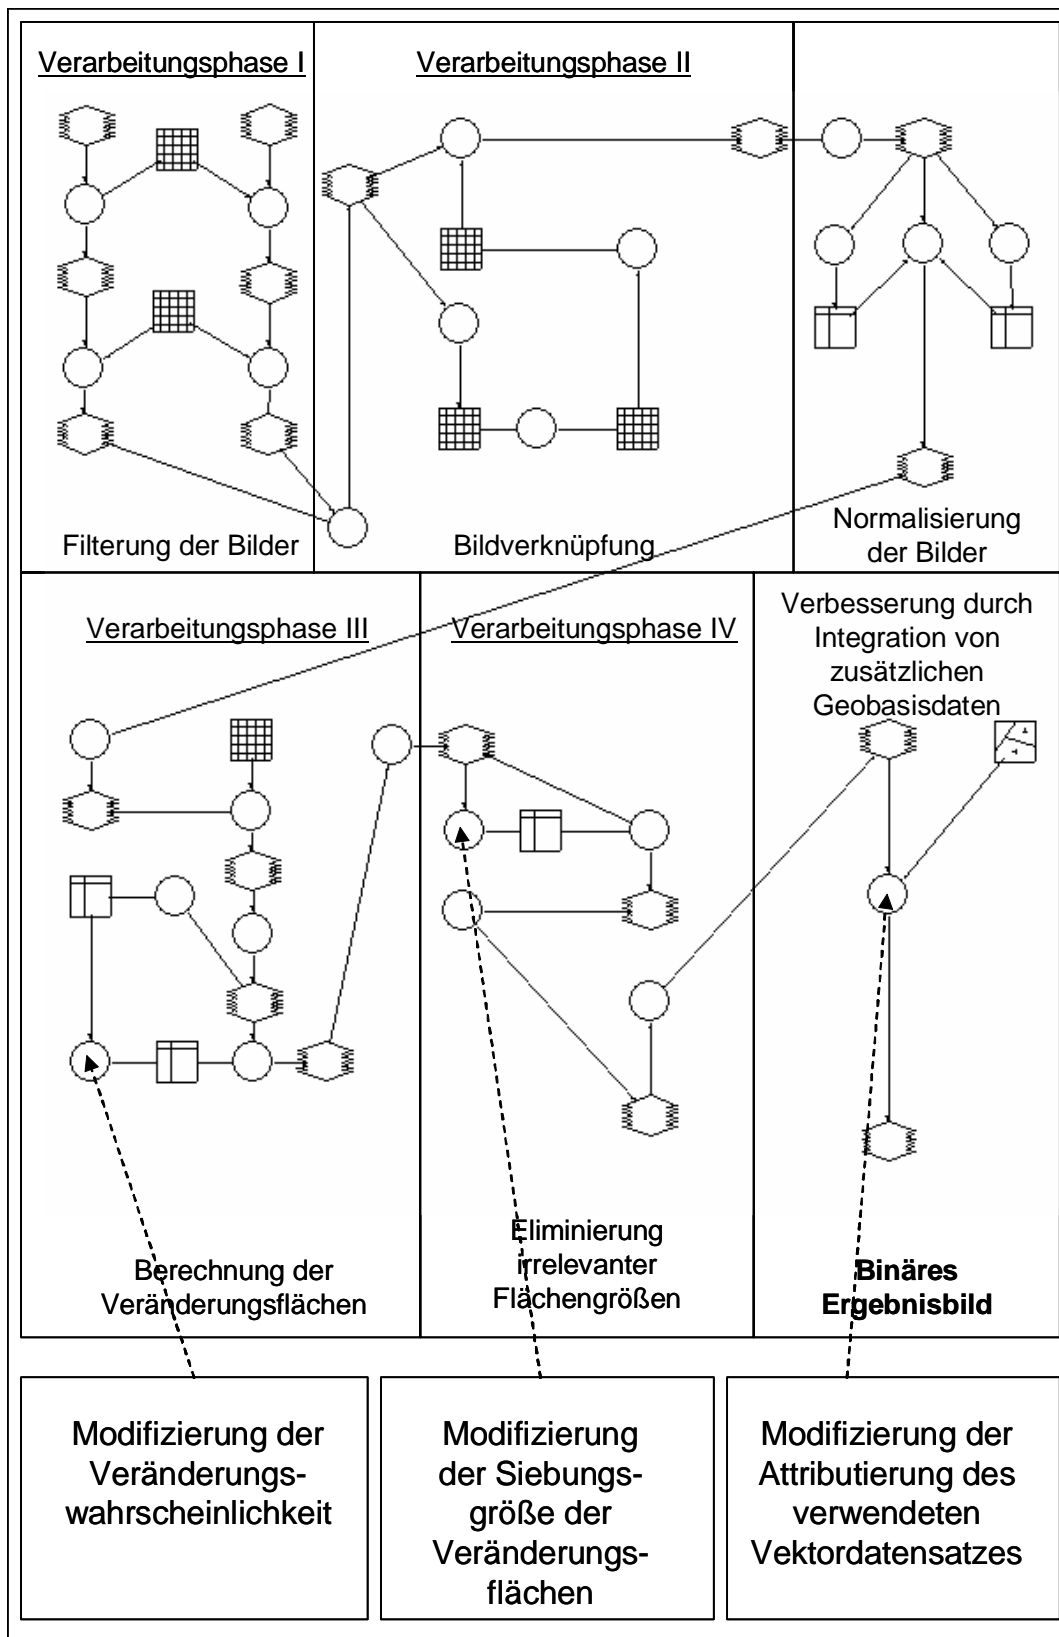 Verarbeitungsphase I
Verarbeitungsphase II
Filterung der Bilder
Bildverknüpfung
Normalisierung
der Bilder
Verarbeitungsphase III
Verarbeitungsphase IV
Verbesserung durch
Integration von
zusätzlichen
Geobasisdaten
Berechnung der
Veränderungsflächen
Eliminierung
irrelevanter
Flächengrößen
Binäres
Ergebnisbild
Modifizierung der
Veränderungs-
wahrscheinlichkeit
Modifizierung
der Siebungs-
größe der
Veränderungs-
flächen
Modifizierung der
Attributierung des
verwendeten
Vektordatensatzes